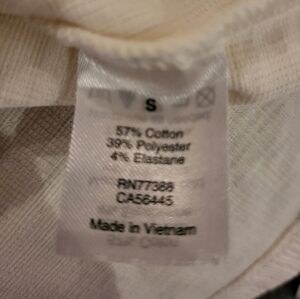 S
57% Cotton
39% Polyester
4% Elastane
RN77388
CA56445
Made in Vietnam